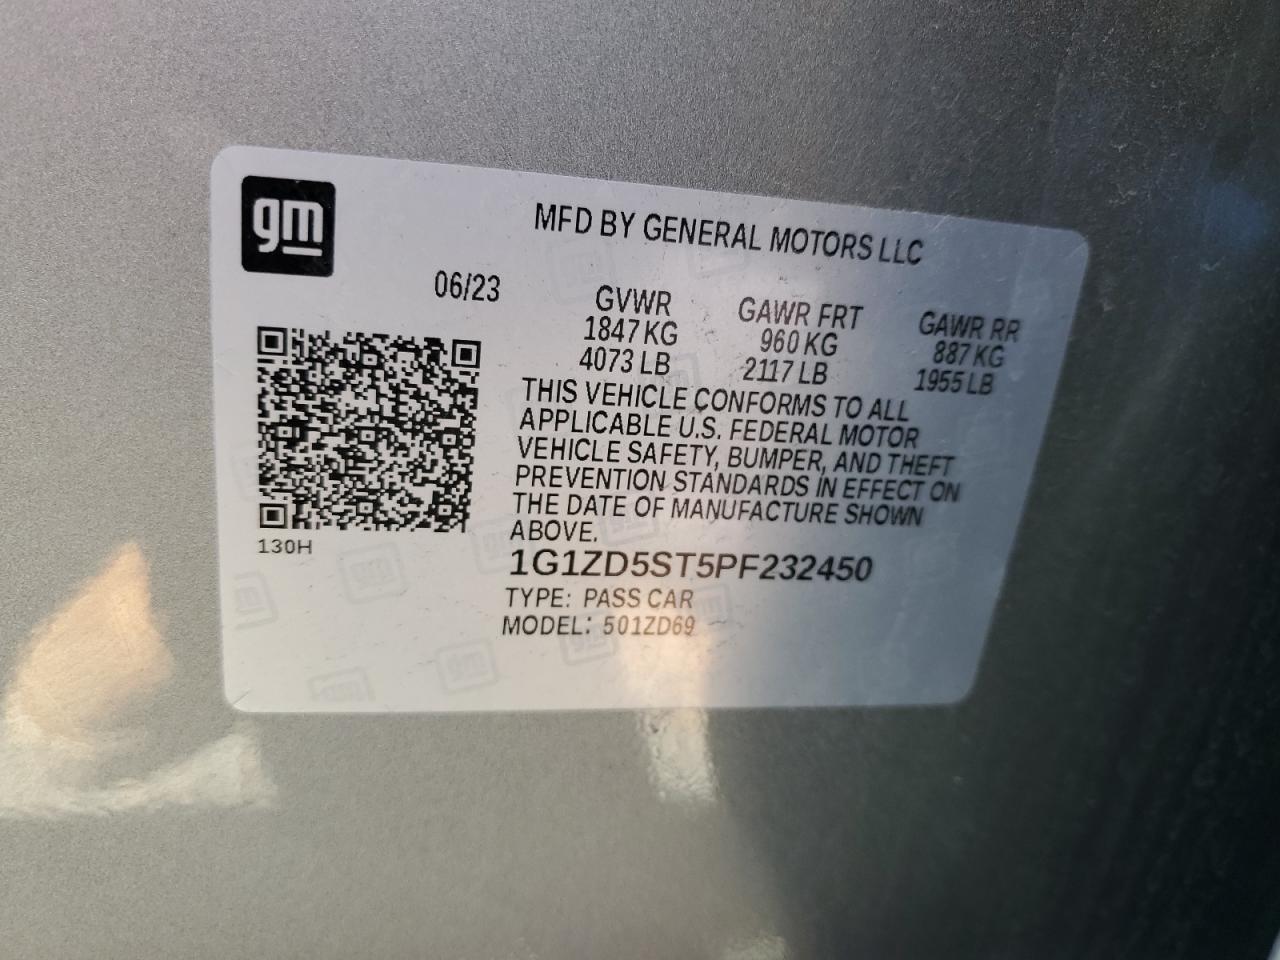 gm
MFD BY GENERAL MOTORS LLC
06/23
GVWR GAWR FRT GAWR RR
1847 KG 960 KG 887 KG
4073 LB 2117 LB 1955 LB
THIS VEHICLE CONFORMS TO ALL
APPLICABLE U.S. FEDERAL MOTOR
VEHICLE SAFETY, BUMPER, AND THEFT
PREVENTION STANDARDS IN EFFECT ON
THE DATE OF MANUFACTURE SHOWN
ABOVE.
130H
1G1ZD5ST5PF232450
TYPE: PASS CAR
MODEL: 501ZD69